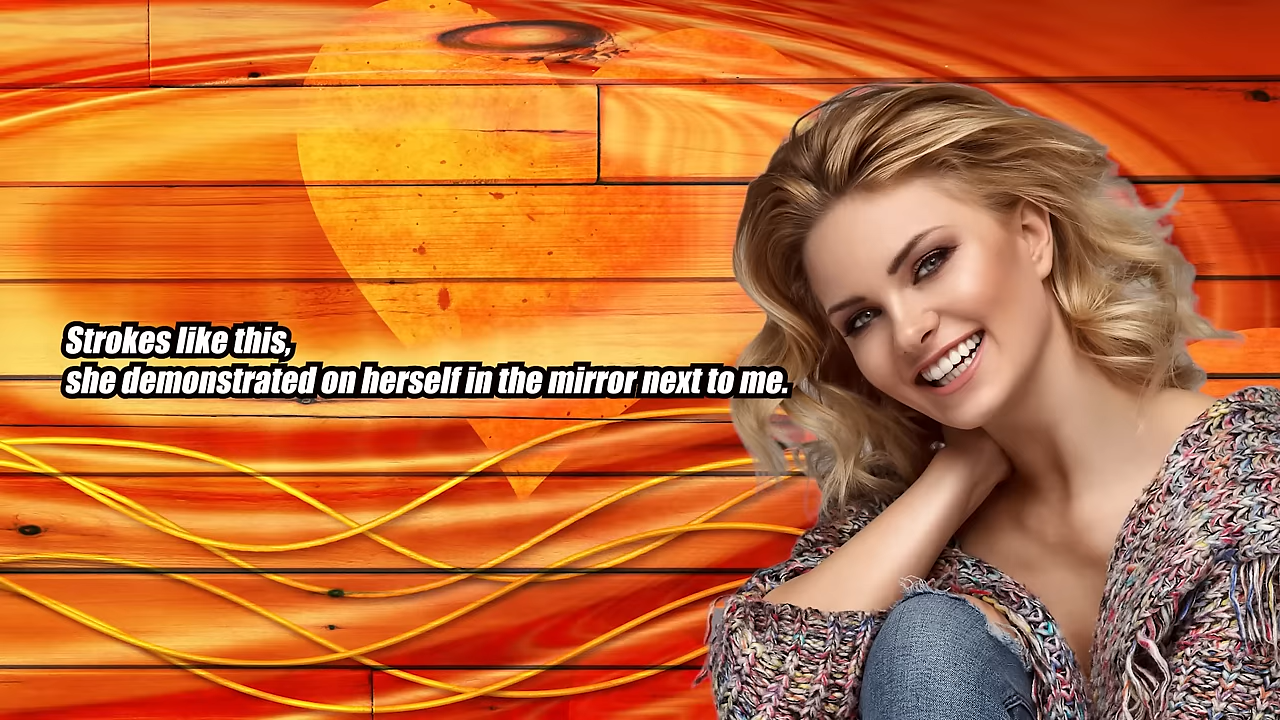 Strokes like this,
she demonstrated on herself in the mirror next to me.